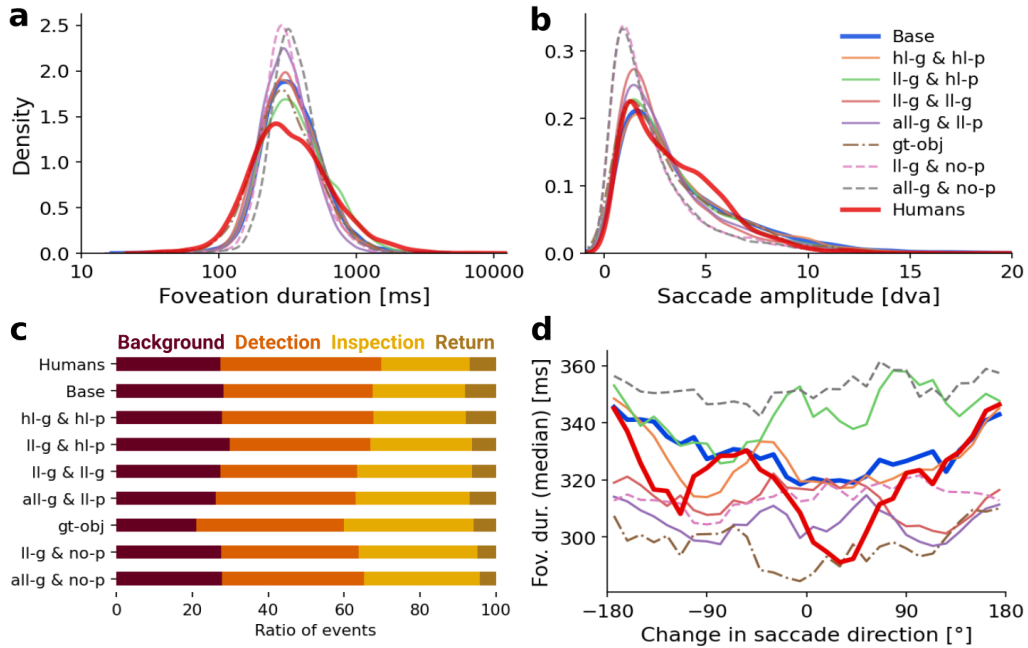 a
2.5
2.0
1.5
1.0
0.5
0.0
Density
10
100
1000
10000
Foveation duration [ms]
b
0.3
0.2
0.1
0.0
0
5
10
15
20
Saccade amplitude [dva]
Base
hl-g & hl-p
ll-g & hl-p
ll-g & ll-g
all-g & ll-p
gt-obj
ll-g & no-p
all-g & no-p
Humans
c
Background Detection Inspection Return
Humans
Base
hl-g & hl-p
ll-g & hl-p
ll-g & ll-g
all-g & ll-p
gt-obj
ll-g & no-p
all-g & no-p
0 20 40 60 80 100
Ratio of events
d
360
340
320
300
Fov. dur. (median) [ms]
−180 −90 0 90 180
Change in saccade direction [°]